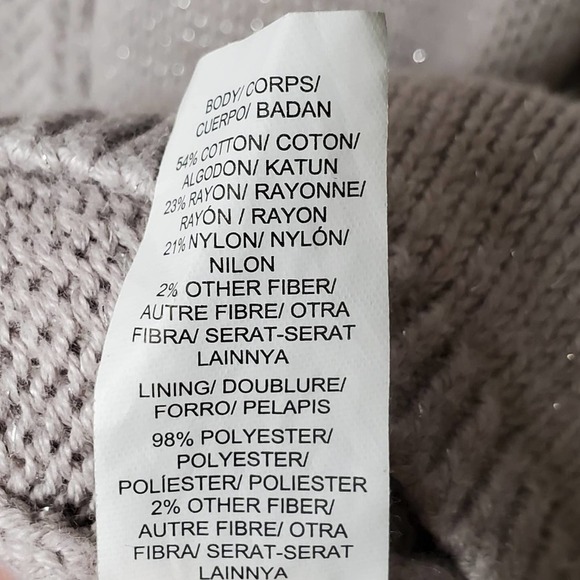 BODY/ CORPS/
CUERPO/ BADAN
54% COTTON/ COTON/
ALGODON/ KATUN
23% RAYON/ RAYONNE/
RAYÓN / RAYON
21% NYLON/ NYLÓN/
NILON
2% OTHER FIBER/
AUTRE FIBRE/ OTRA
FIBRA/ SERAT-SERAT
LAINNYA
LINING/ DOUBLURE/
FORRO/ PELAPIS
98% POLYESTER/
POLYESTER/
POLÍESTER/ POLIESTER
2% OTHER FIBER/
AUTRE FIBRE/ OTRA
FIBRA/ SERAT-SERAT
LAINNYA